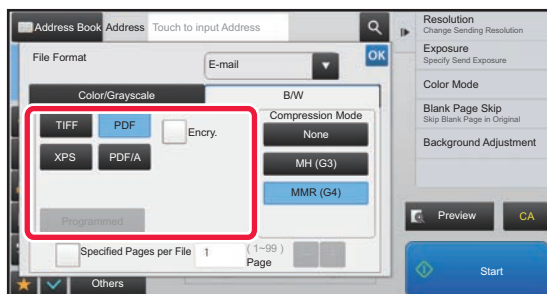 Address Book
Address
Touch to input Address
File Format
E-mail
OK
Color/Grayscale
B/W
TIFF
PDF
Encry.
XPS
PDF/A
Programmed
Compression Mode
None
MH (G3)
MMR (G4)
Specified Pages per File
1
(1~99)
Page
Others
Resolution
Change Sending Resolution
Exposure
Specify Send Exposure
Color Mode
Blank Page Skip
Skip Blank Page in Original
Background Adjustment
Preview
CA
Start